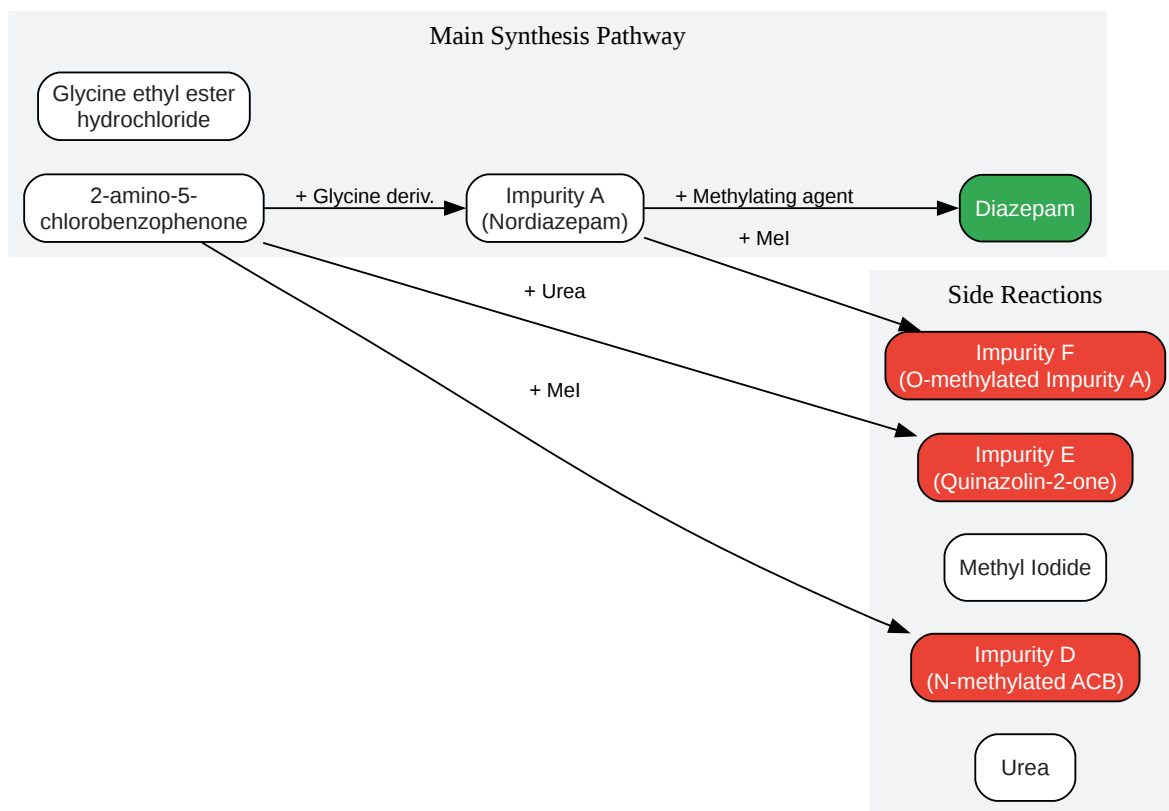 Main Synthesis Pathway
Glycine ethyl ester
hydrochloride
2-amino-5-
chlorobenzophenone
+ Glycine deriv.
Impurity A
(Nordiazepam)
+ Methylating agent
Diazepam
+ MeI
+ Urea
+ MeI
Side Reactions
Impurity F
(O-methylated Impurity A)
Impurity E
(Quinazolin-2-one)
Methyl Iodide
Impurity D
(N-methylated ACB)
Urea